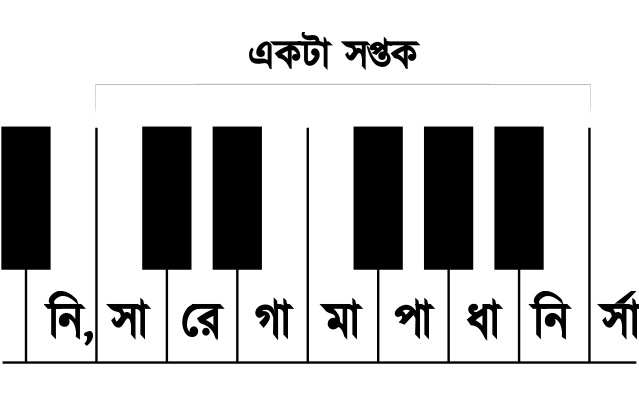 একটা সপ্তক
নি, সা রে গা মা পা ধা নি র্সা